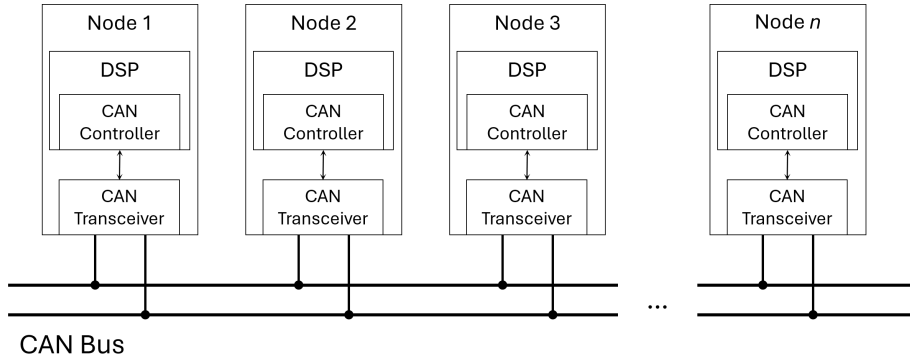 Node 1
DSP
CAN
Controller
CAN
Transceiver
Node 2
DSP
CAN
Controller
CAN
Transceiver
Node 3
DSP
CAN
Controller
CAN
Transceiver
...
Node n
DSP
CAN
Controller
CAN
Transceiver
CAN Bus